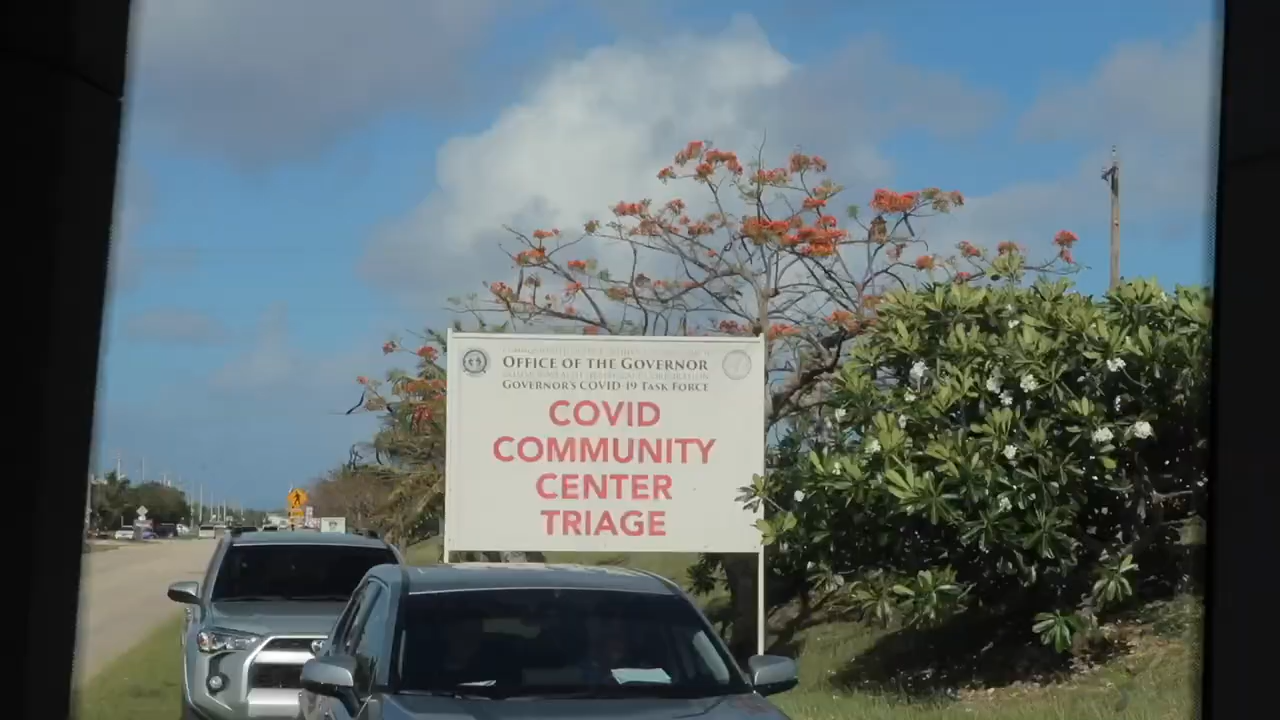 OFFICE OF THE GOVERNOR
GOVERNOR'S COVID-19 TASK FORCE
COVID
COMMUNITY
CENTER
TRIAGE